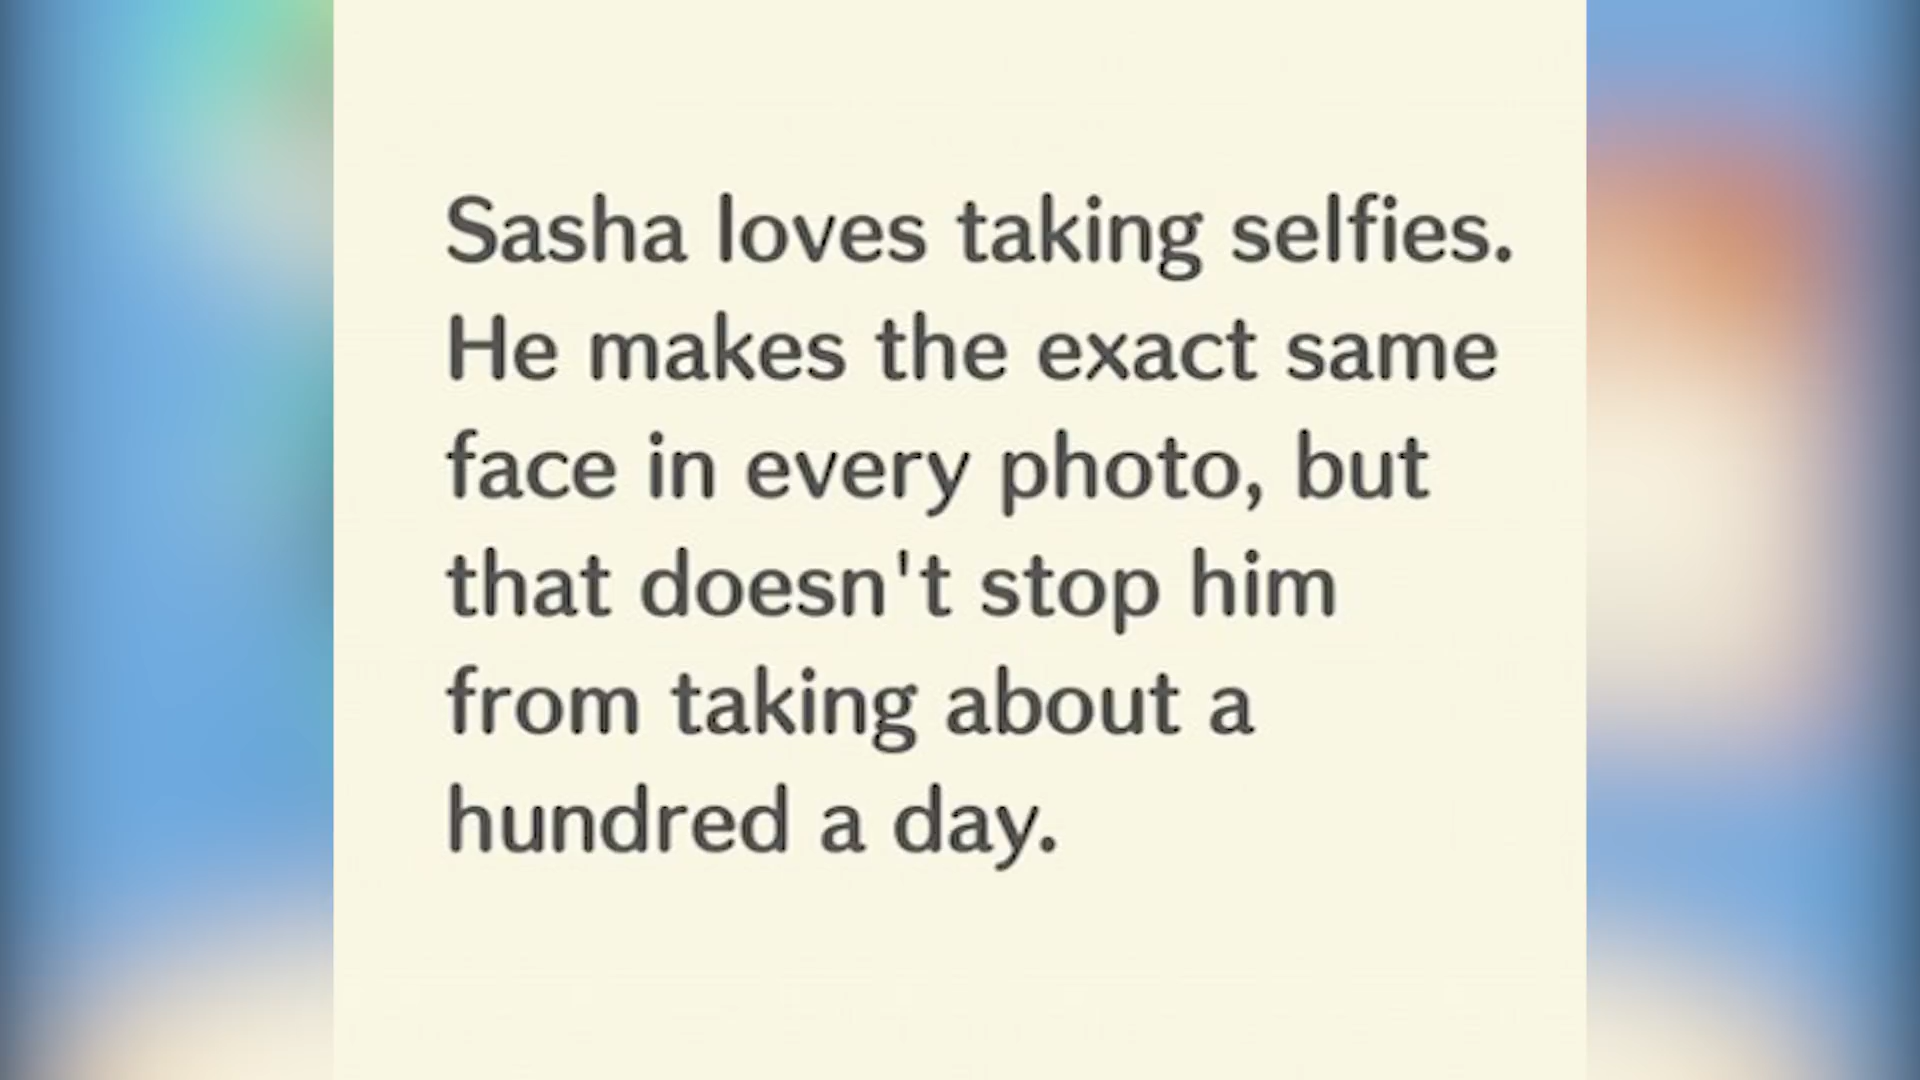 Sasha loves taking selfies.
He makes the exact same
face in every photo, but
that doesn't stop him
from taking about a
hundred a day.